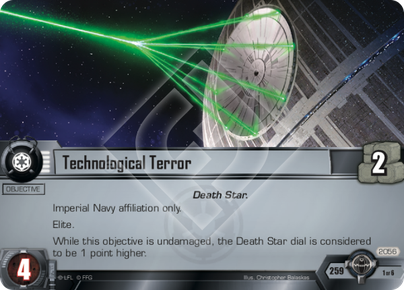 Technological Terror
2
OBJECTIVE
Death Star.
Imperial Navy affiliation only.
Elite.
While this objective is undamaged, the Death Star dial is considered
to be 1 point higher.
4
© LFL © FFG
Illus. Christopher Balaskas
2056
259
1 of 6